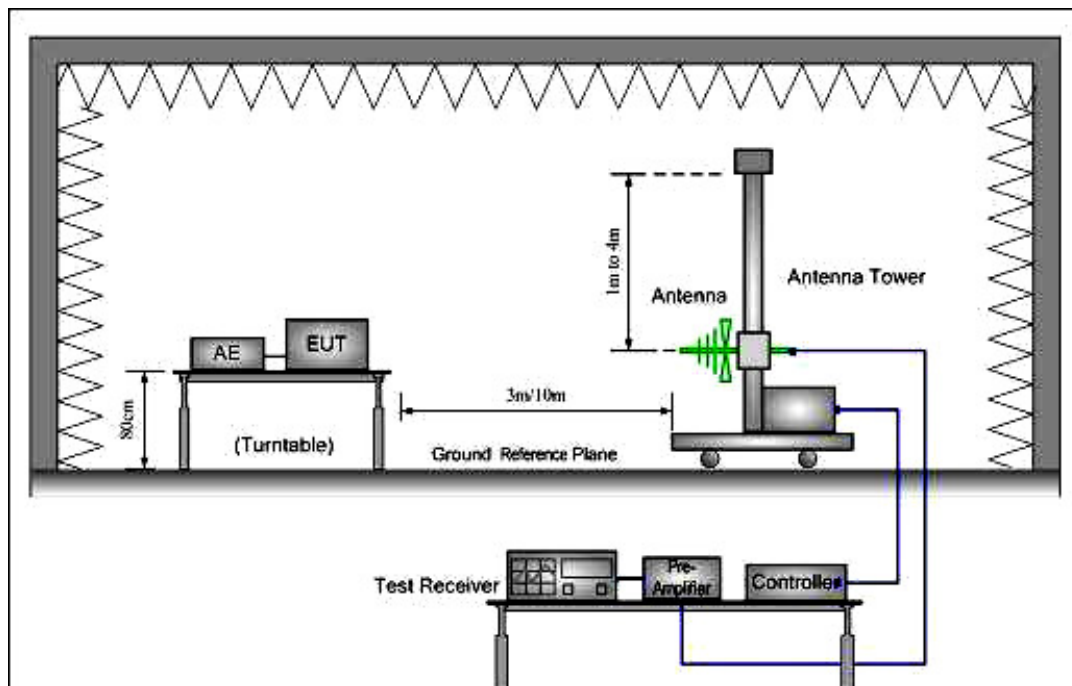 1m to 4m
Antenna
Antenna Tower
AE
EUT
80cm
3m/10m
(Turntable)
Ground Reference Plane
Test Receiver
Pre-
Amplifier
Controller